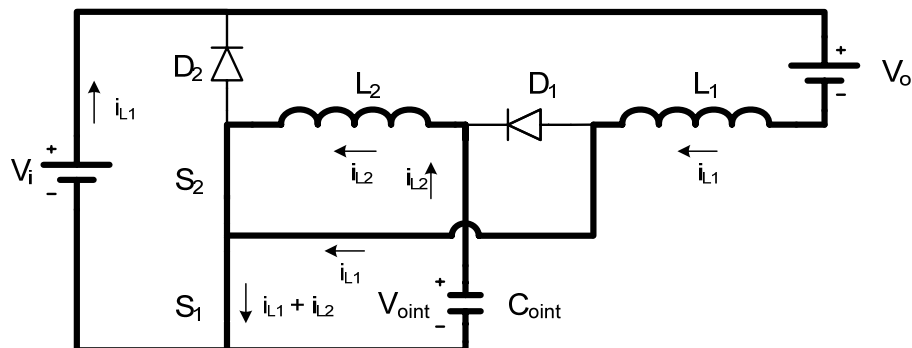 D2
L2
D1
L1
+
-
Vo
iL1
Vi
+
-
S2
iL2
iL2
iL1
iL1
S1
iL1 + iL2
Voint
+
-
Coint